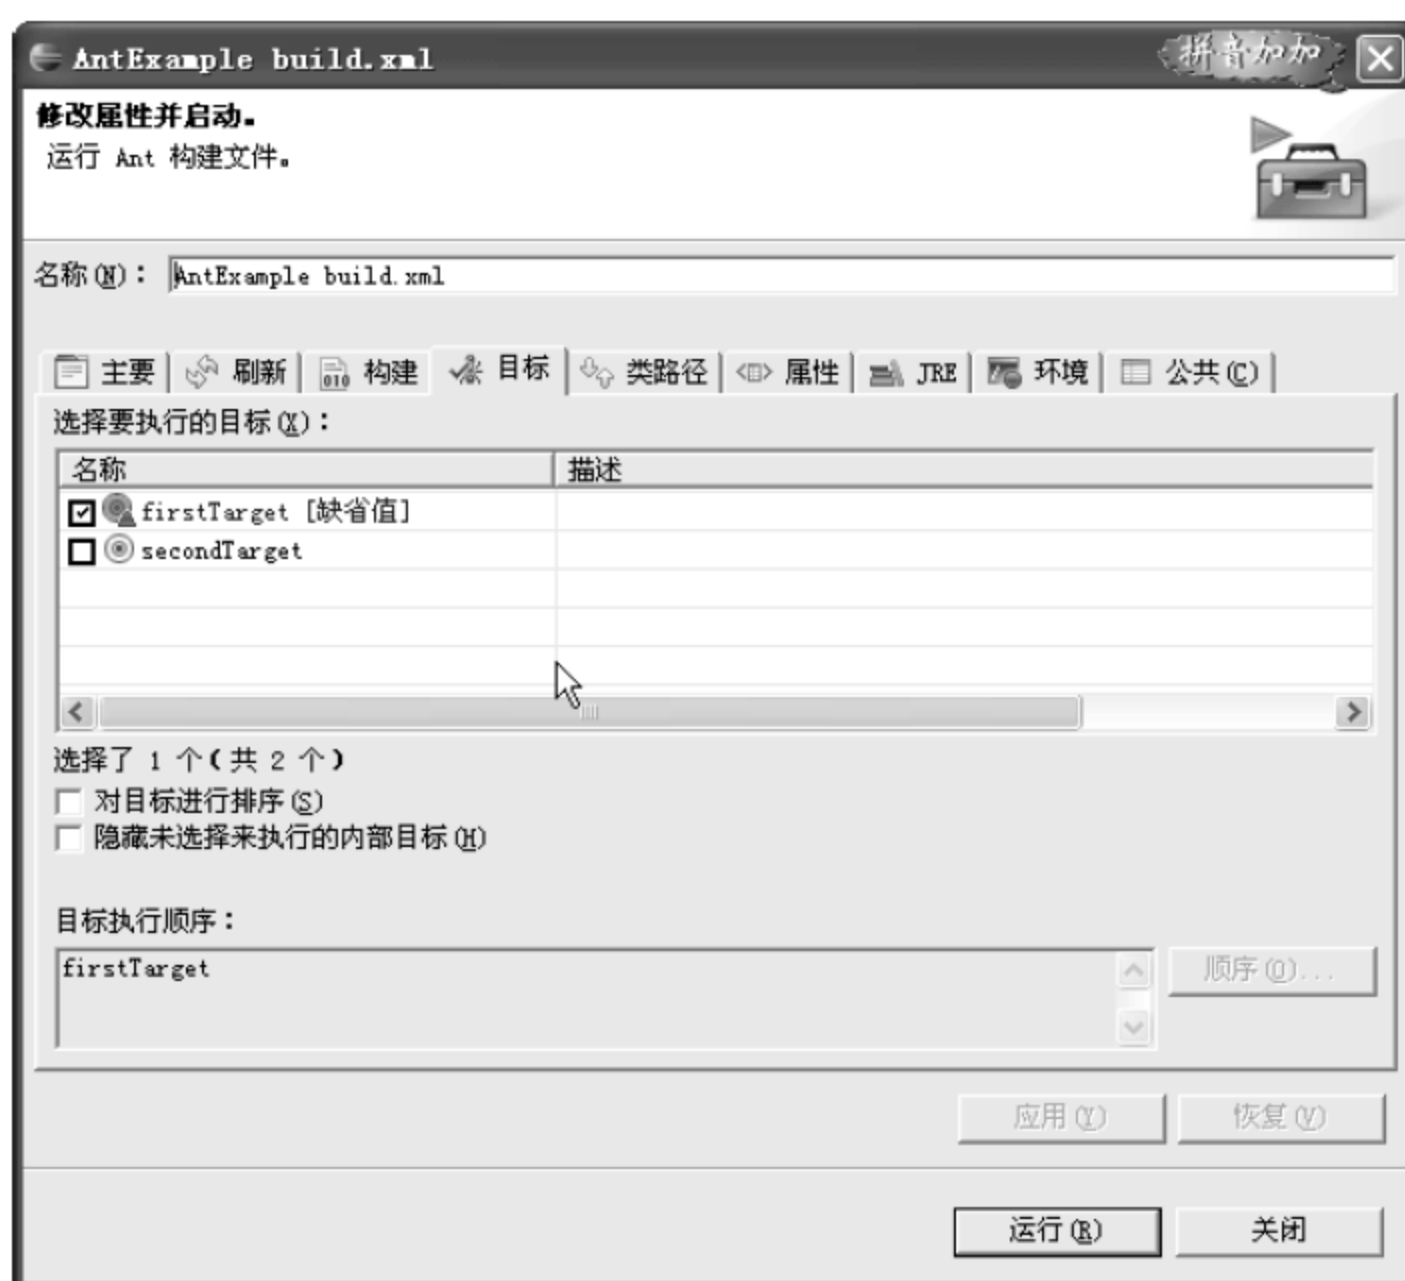 AntExample build.xml 拼音加加
修改属性并启动。
运行 Ant 构建文件。
名称(N)： AntExample build.xml
主要 刷新 构建 目标 类路径 属性 JRE 环境 公共(C)
选择要执行的目标(X)：
名称 描述
firstTarget [缺省值]
secondTarget
选择了 1 个(共 2 个)
对目标进行排序(S)
隐藏未选择来执行的内部目标(H)
目标执行顺序：
firstTarget 顺序(O)...
应用(Y) 恢复(V)
运行(R) 关闭